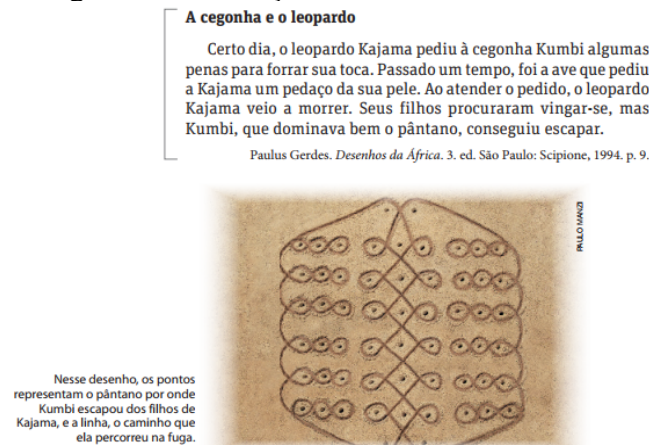 A cegonha e o leopardo
Certo dia, o leopardo Kajama pediu à cegonha Kumbi algumas
penas para forrar sua toca. Passado um tempo, foi a ave que pediu
a Kajama um pedaço da sua pele. Ao atender o pedido, o leopardo
Kajama veio a morrer. Seus filhos procuraram vingar-se, mas
Kumbi, que dominava bem o pântano, conseguiu escapar.
Paulus Gerdes. Desenhos da África. 3. ed. São Paulo: Scipione, 1994. p. 9.
PAULO MANZI
Nesse desenho, os pontos
representam o pântano por onde
Kumbi escapou dos filhos de
Kajama, e a linha, o caminho que
ela percorreu na fuga.